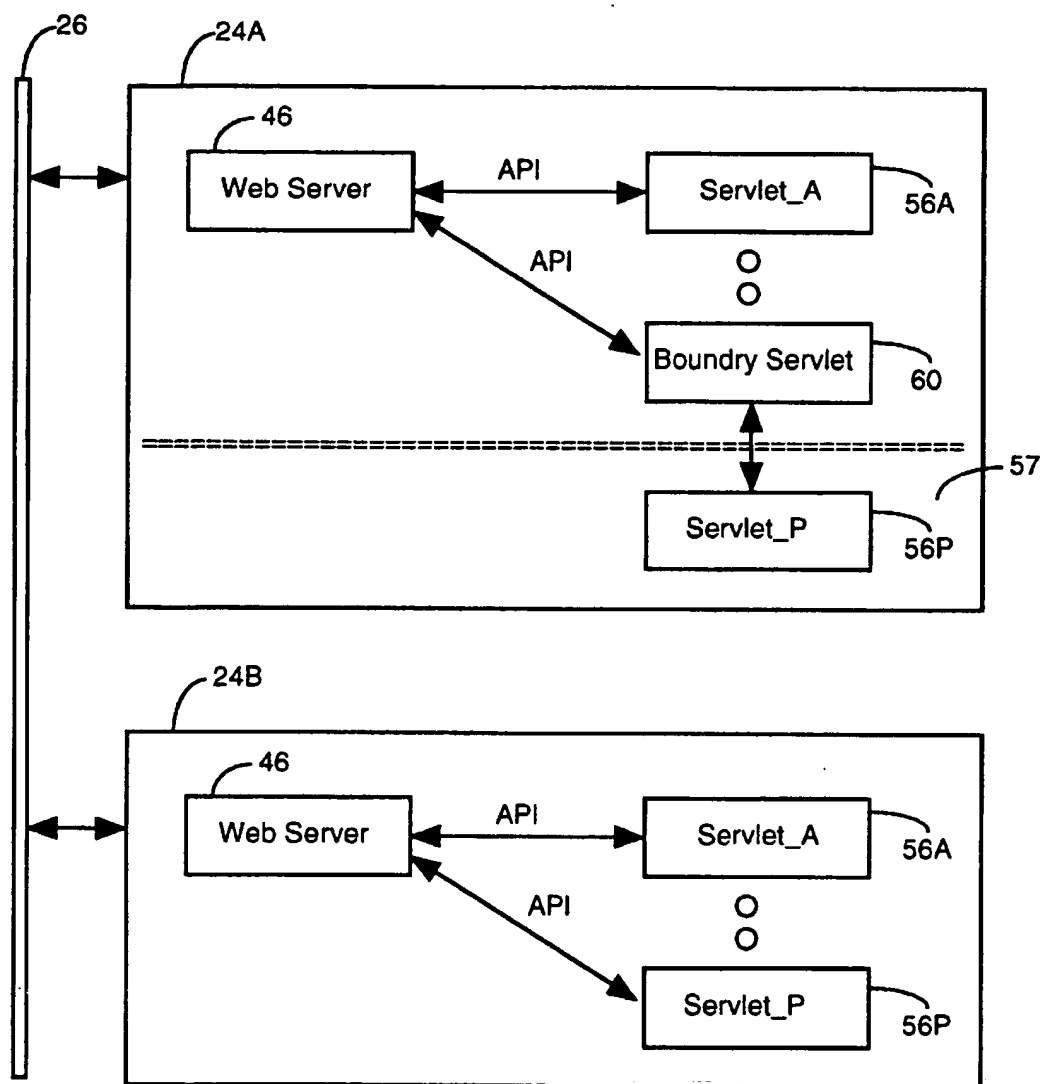 26
24A
46
Web Server
API
Servlet_A
56A
API
Boundry Servlet
60
57
Servlet_P
56P
24B
46
Web Server
API
Servlet_A
56A
API
Servlet_P
56P